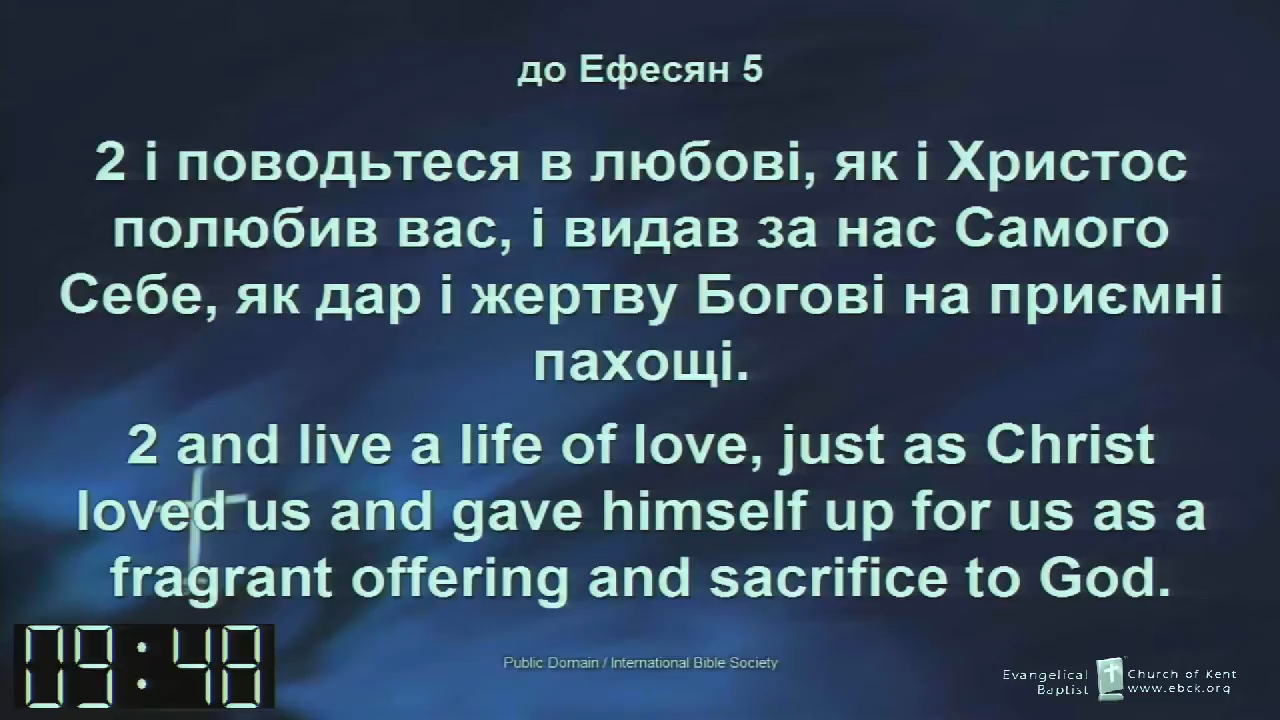 до Ефесян 5
2 і поводьтеся в любові, як і Христос
полюбив вас, і видав за нас Самого
Себе, як дар і жертву Богові на приємні
пахощі.
2 and live a life of love, just as Christ
loved us and gave himself up for us as a
fragrant offering and sacrifice to God.
09:48
Public Domain / International Bible Society
Evangelical Church of Kent
Baptist www.ebck.org